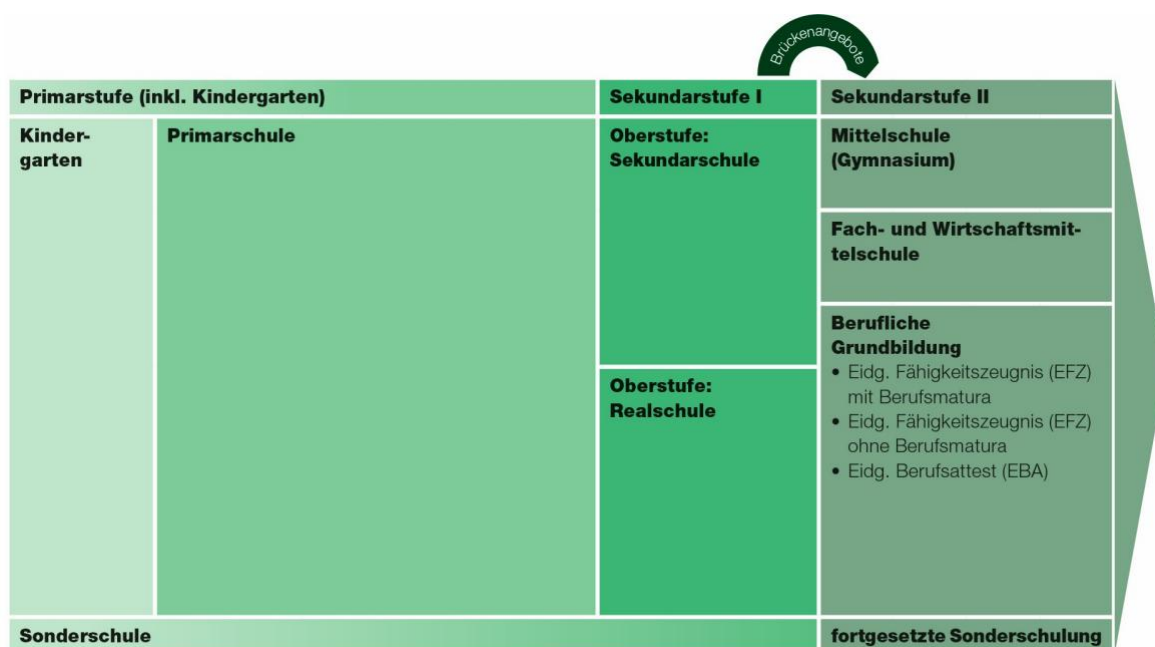 Brückenangebote
Primarstufe (inkl. Kindergarten)
Sekundarstufe I
Sekundarstufe II
Kinder-
garten
Primarschule
Oberstufe:
Sekundarschule
Mittelschule
(Gymnasium)
Fach- und Wirtschaftsmit-
telschule
Oberstufe:
Realschule
Berufliche
Grundbildung
• Eidg. Fähigkeitszeugnis (EFZ)
mit Berufsmatura
• Eidg. Fähigkeitszeugnis (EFZ)
ohne Berufsmatura
• Eidg. Berufsattest (EBA)
Sonderschule
fortgesetzte Sonderschulung